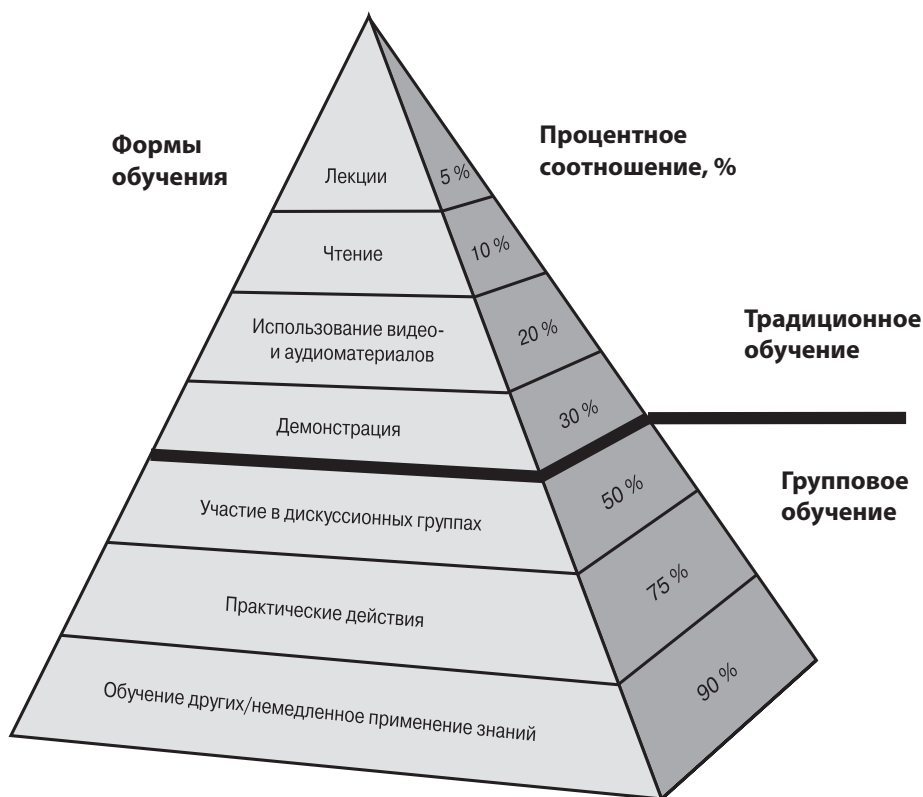 Формы
обучения
Процентное
соотношение, %
Лекции
5 %
Чтение
10 %
Использование видео-
и аудиоматериалов
20 %
Традиционное
обучение
Демонстрация
30 %
Групповое
обучение
Участие в дискуссионных группах
50 %
Практические действия
75 %
Обучение других/немедленное применение знаний
90 %